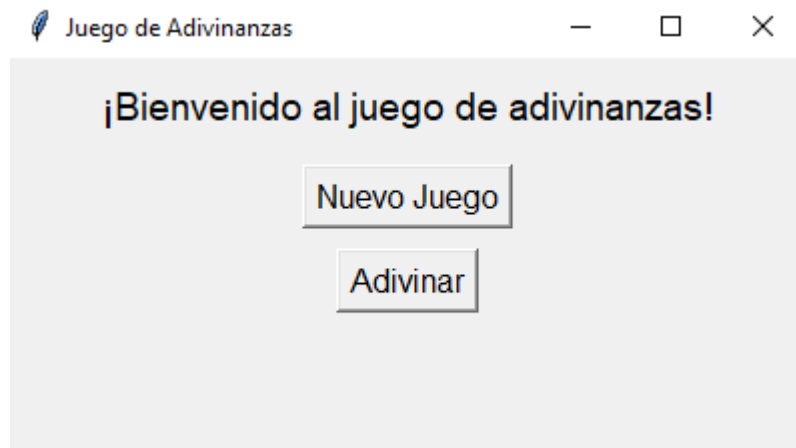 Juego de Adivinanzas
¡Bienvenido al juego de adivinanzas!
Nuevo Juego
Adivinar